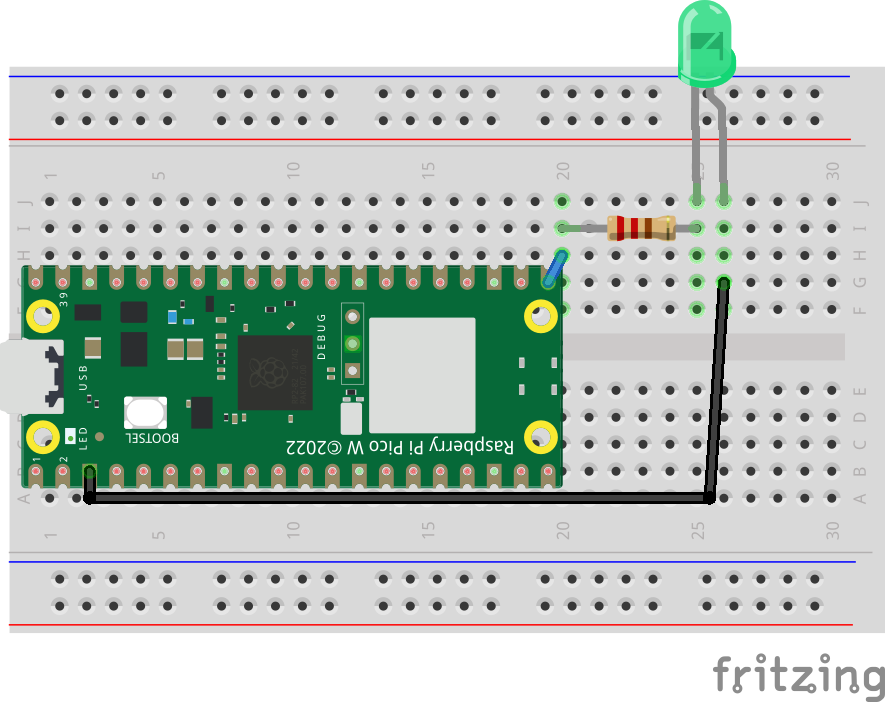 1 5 10 15 20 25 30
J J
I I
H H
G G
F F
39
DEBUG
USB
BOOTSEL
LED
Raspberry Pi Pico W ©2022
1 2
E
D
C
B B
A A
1 5 10 15 20 25 30
fritzing